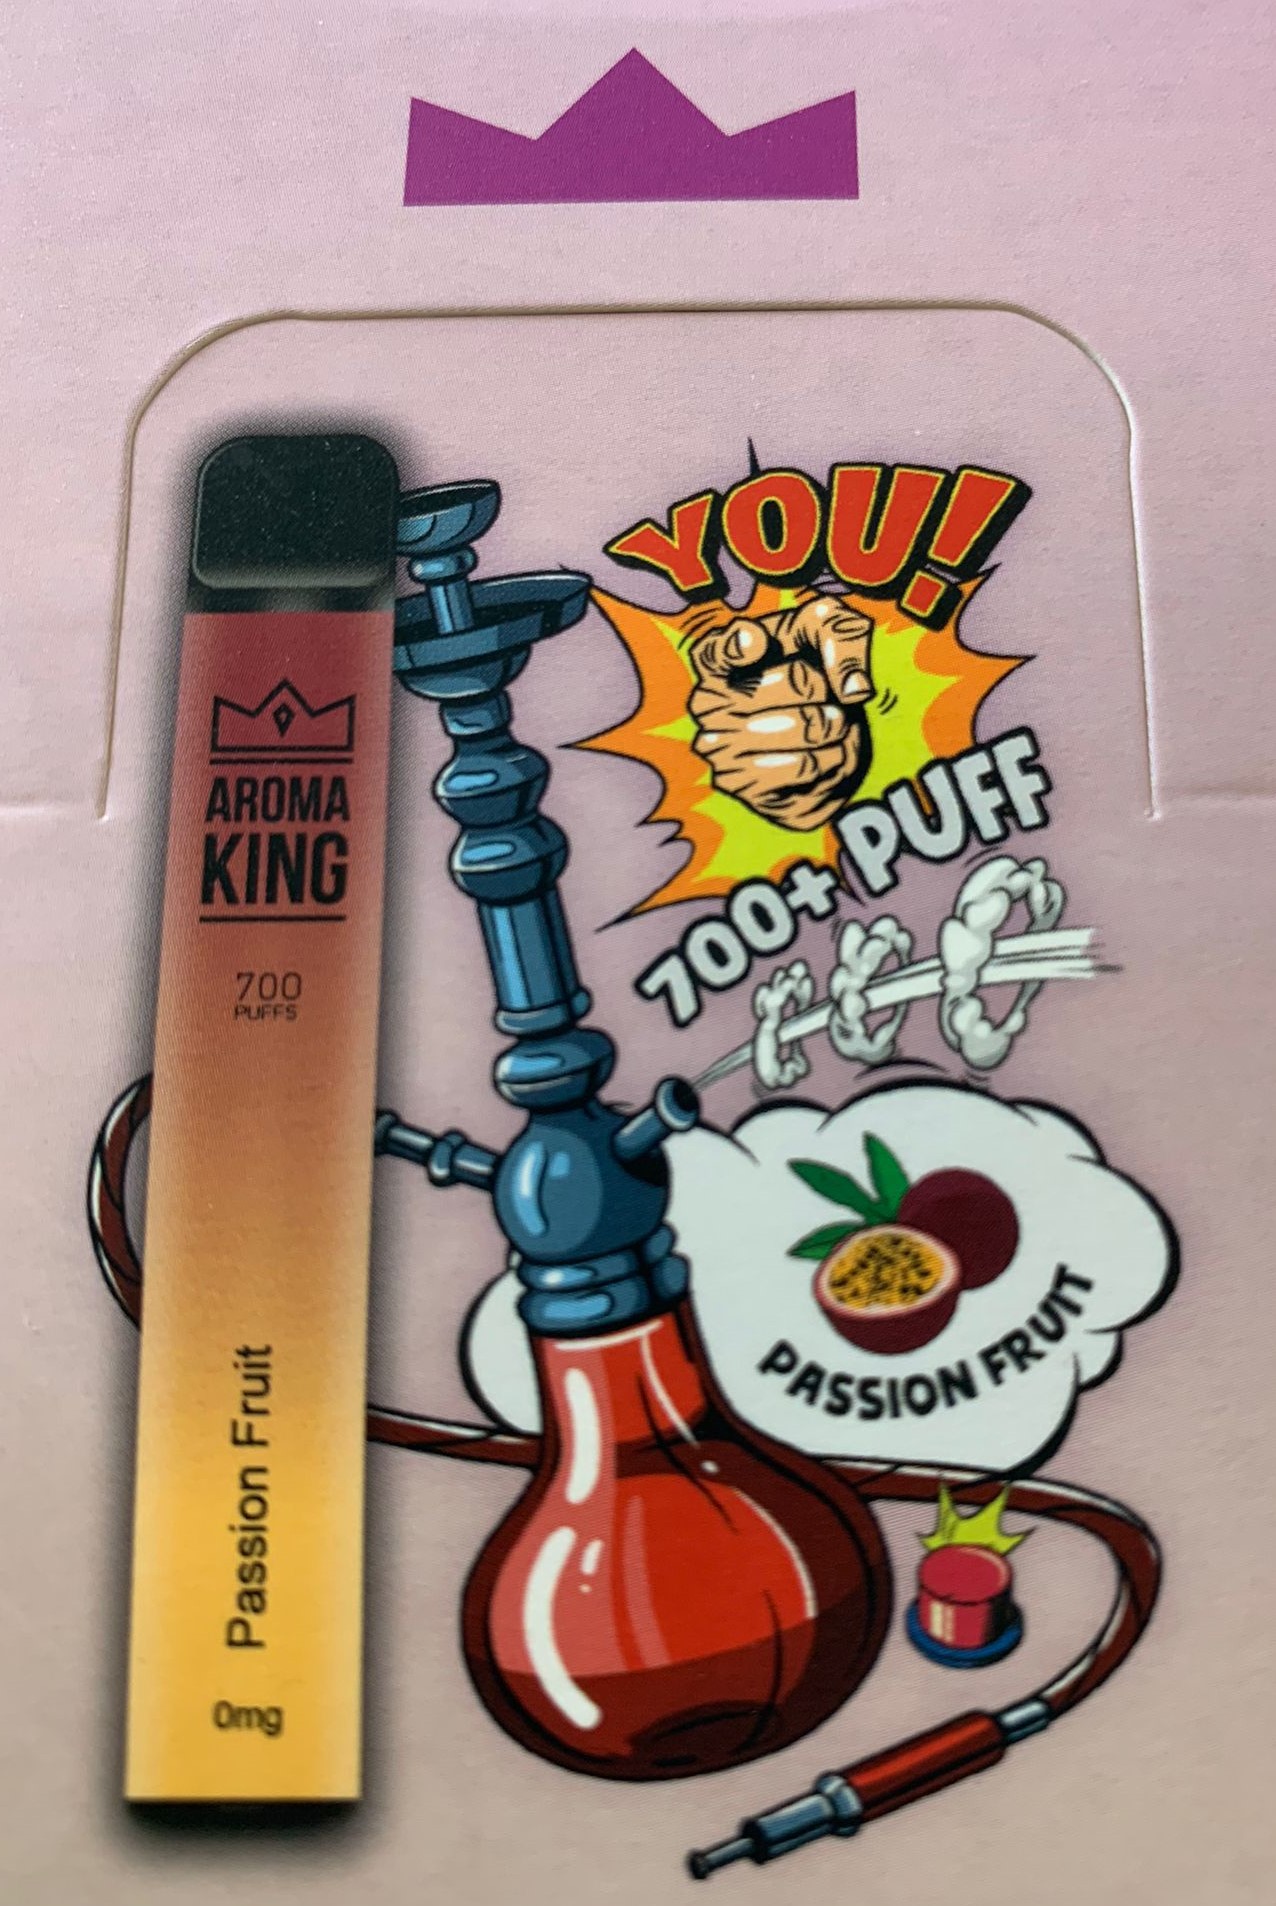 AROMA
KING
700
PUFFS
Passion Fruit
0mg
YOU!
700+ PUFF
PASSION FRUIT